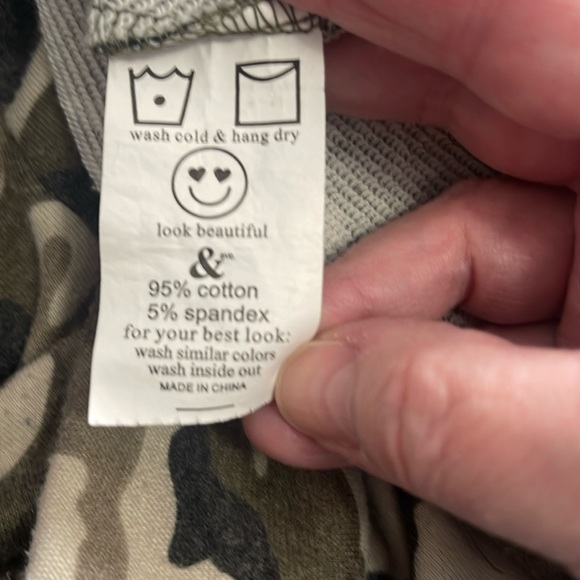 wash cold & hang dry
look beautiful
&
95% cotton
5% spandex
for your best look:
wash similar colors
wash inside out
MADE IN CHINA